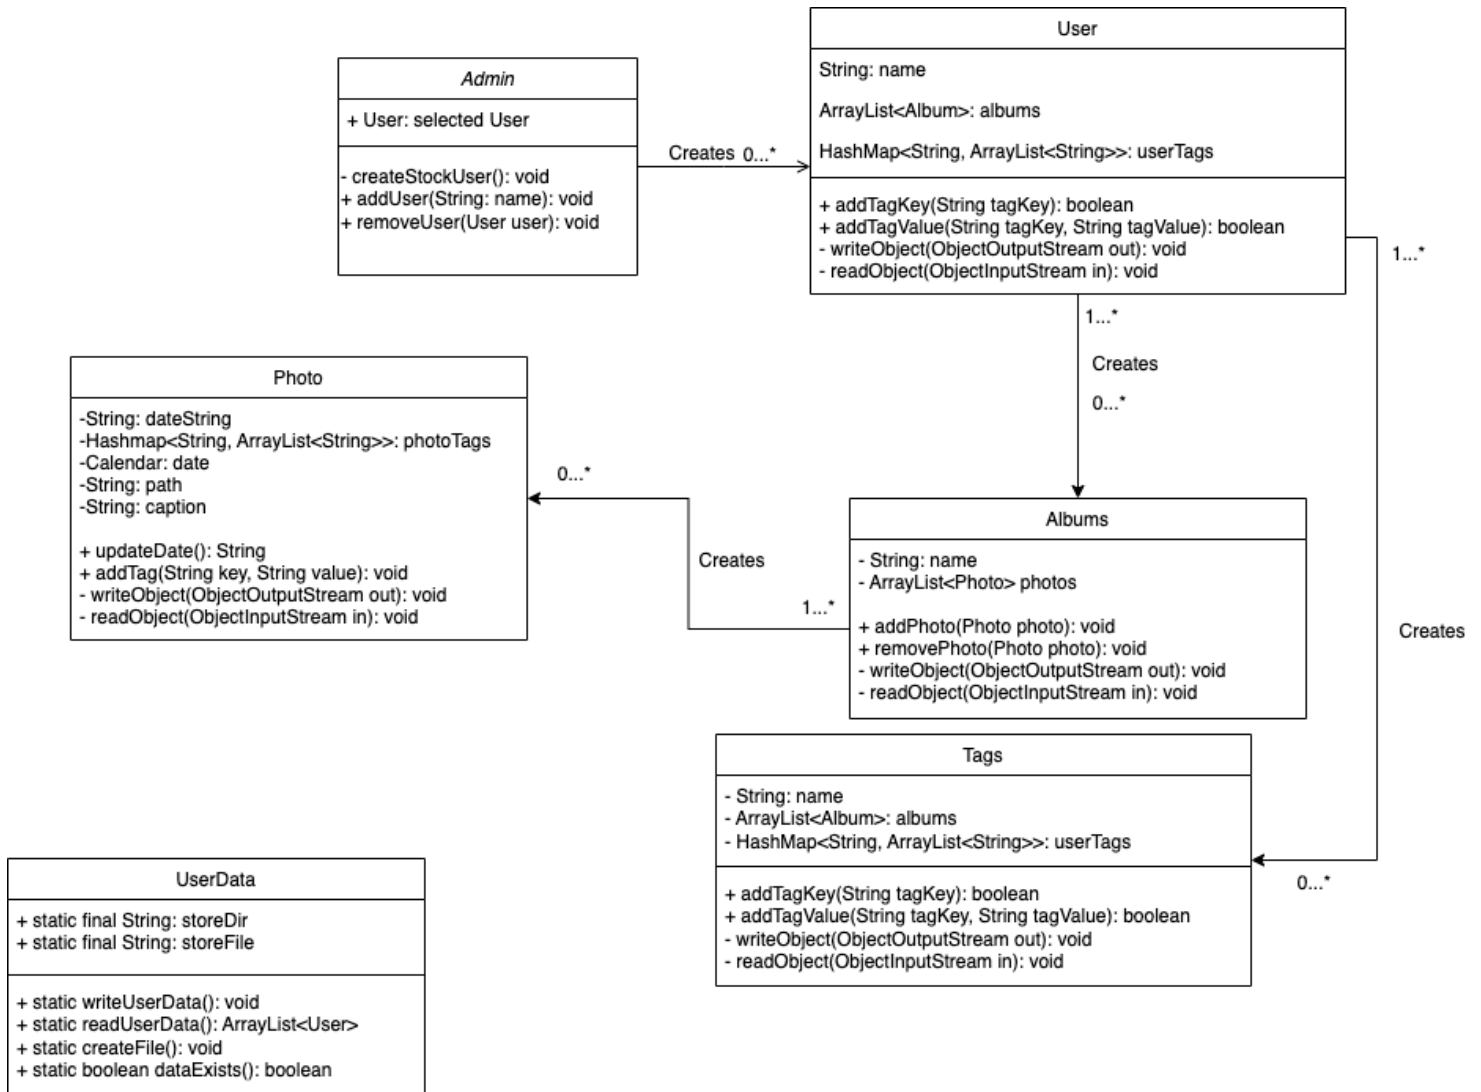 User
String: name
ArrayList<Album>: albums
HashMap<String, ArrayList<String>>: userTags
+ addTagKey(String tagKey): boolean
+ addTagValue(String tagKey, String tagValue): boolean
- writeObject(ObjectOutputStream out): void
- readObject(ObjectInputStream in): void
Admin
+ User: selected User
- createStockUser(): void
+ addUser(String: name): void
+ removeUser(User user): void
Creates 0...*
1...*
1...*
Creates
0...*
Photo
-String: dateString
-Hashmap<String, ArrayList<String>>: photoTags
-Calendar: date
-String: path
-String: caption
+ updateDate(): String
+ addTag(String key, String value): void
- writeObject(ObjectOutputStream out): void
- readObject(ObjectInputStream in): void
0...*
Creates
1...*
Albums
- String: name
- ArrayList<Photo> photos
+ addPhoto(Photo photo): void
+ removePhoto(Photo photo): void
- writeObject(ObjectOutputStream out): void
- readObject(ObjectInputStream in): void
Creates
Tags
- String: name
- ArrayList<Album>: albums
- HashMap<String, ArrayList<String>>: userTags
+ addTagKey(String tagKey): boolean
+ addTagValue(String tagKey, String tagValue): boolean
- writeObject(ObjectOutputStream out): void
- readObject(ObjectInputStream in): void
0...*
UserData
+ static final String: storeDir
+ static final String: storeFile
+ static writeUserData(): void
+ static readUserData(): ArrayList<User>
+ static createFile(): void
+ static boolean dataExists(): boolean